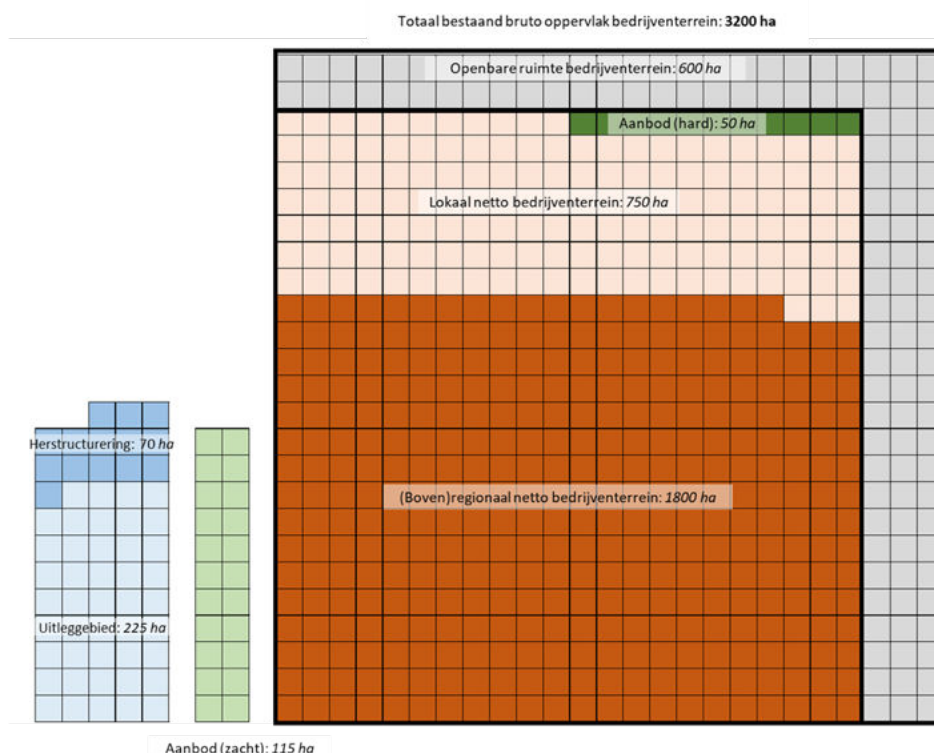 Totaal bestaand bruto oppervlak bedrijventerrein: 3200 ha
Openbare ruimte bedrijventerrein: 600 ha
Aanbod (hard): 50 ha
Lokaal netto bedrijventerrein: 750 ha
Herstructurering: 70 ha
(Boven)regionaal netto bedrijventerrein: 1800 ha
Uitleggebied: 225 ha
Aanbod (zacht): 115 ha